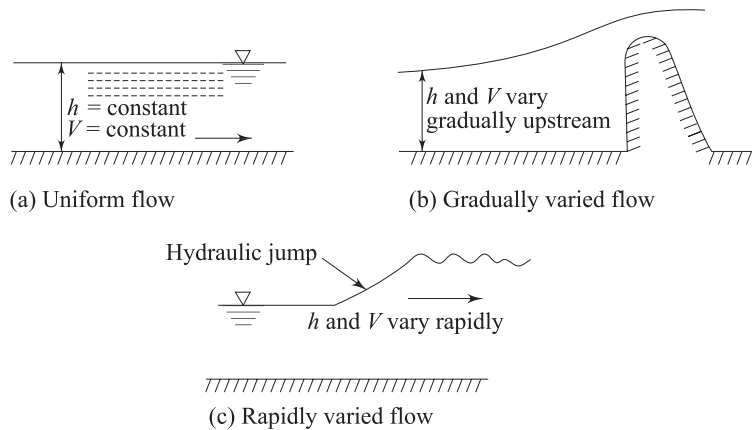 h = constant
V = constant
(a) Uniform flow
h and V vary
gradually upstream
(b) Gradually varied flow
Hydraulic jump
h and V vary rapidly
(c) Rapidly varied flow